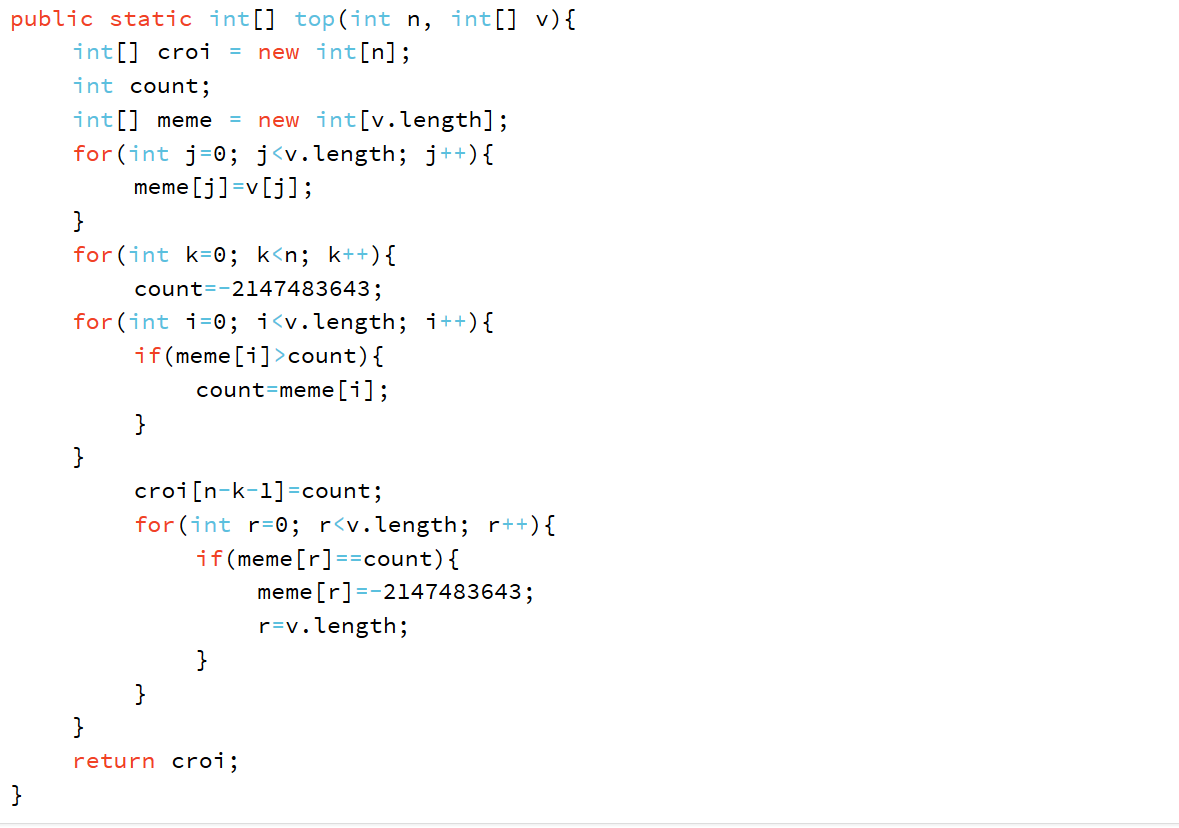 public static int[] top(int n, int[] v){
int[] croi = new int[n];
int count;
int[] meme = new int[v.length];
for(int j=0; j<v.length; j++){
meme[j]=v[j];
}
for(int k=0; k<n; k++){
count=-2147483643;
for(int i=0; i<v.length; i++){
if(meme[i]>count){
count=meme[i];
}
}
croi[n-k-1]=count;
for(int r=0; r<v.length; r++){
if(meme[r]==count){
meme[r]=-2147483643;
r=v.length;
}
}
}
return croi;
}